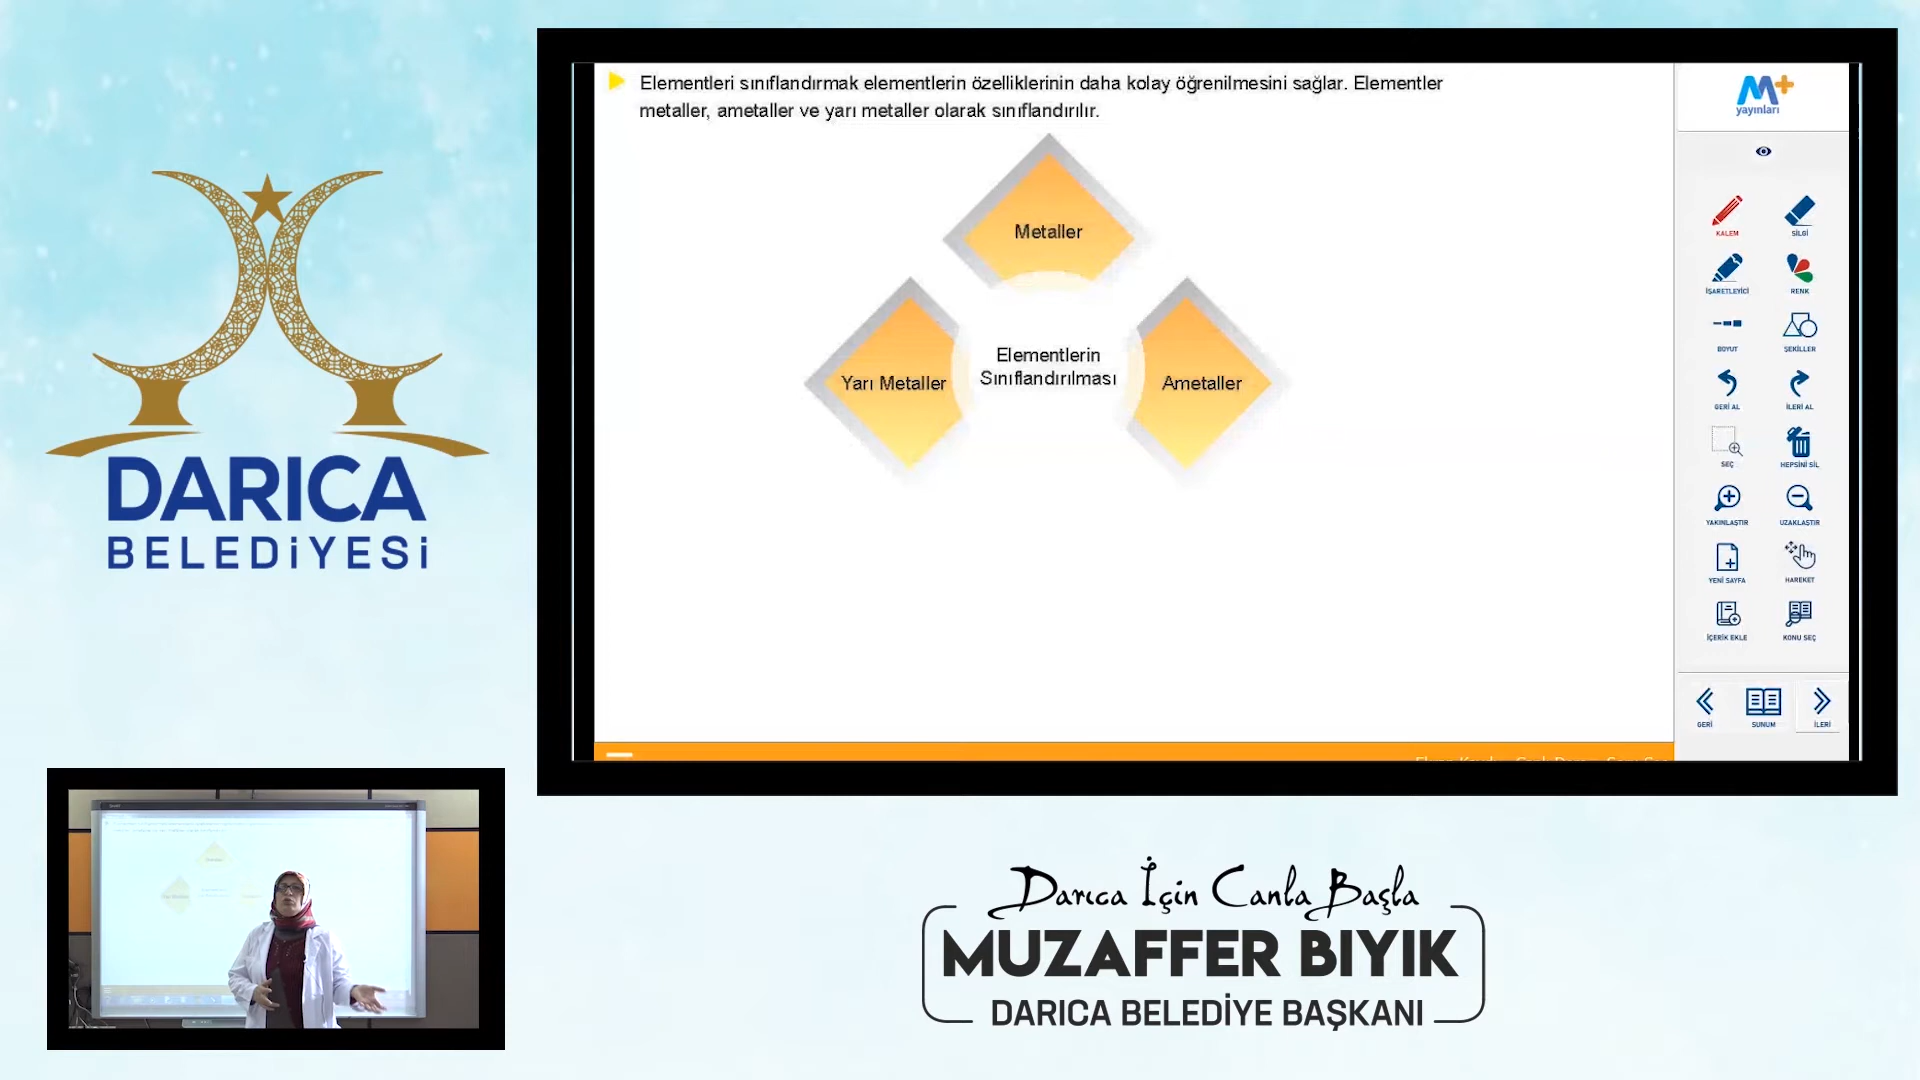 Elementleri sınıflandırmak elementlerin özelliklerinin daha kolay öğrenilmesini sağlar. Elementler
metaller, ametaller ve yarı metaller olarak sınıflandırılır.
Metaller
Elementlerin
Sınıflandırılması
Yarı Metaller
Ametaller
M+
yayınları
KALEM
SİLGİ
İŞARETLEYİCİ
RENK
BOYUT
ŞEKİLLER
GERİ AL
İLERİ AL
SEÇ
HEPSİNİ SİL
YAKINLAŞTIR
UZAKLAŞTIR
YENİ SAYFA
HAREKET
İÇERİK EKLE
KONU SEÇ
GERİ
SUNUM
İLERİ
DARICA
BELEDİYESİ
Darıca İçin Canla Başla
MUZAFFER BIYIK
DARICA BELEDİYE BAŞKANI